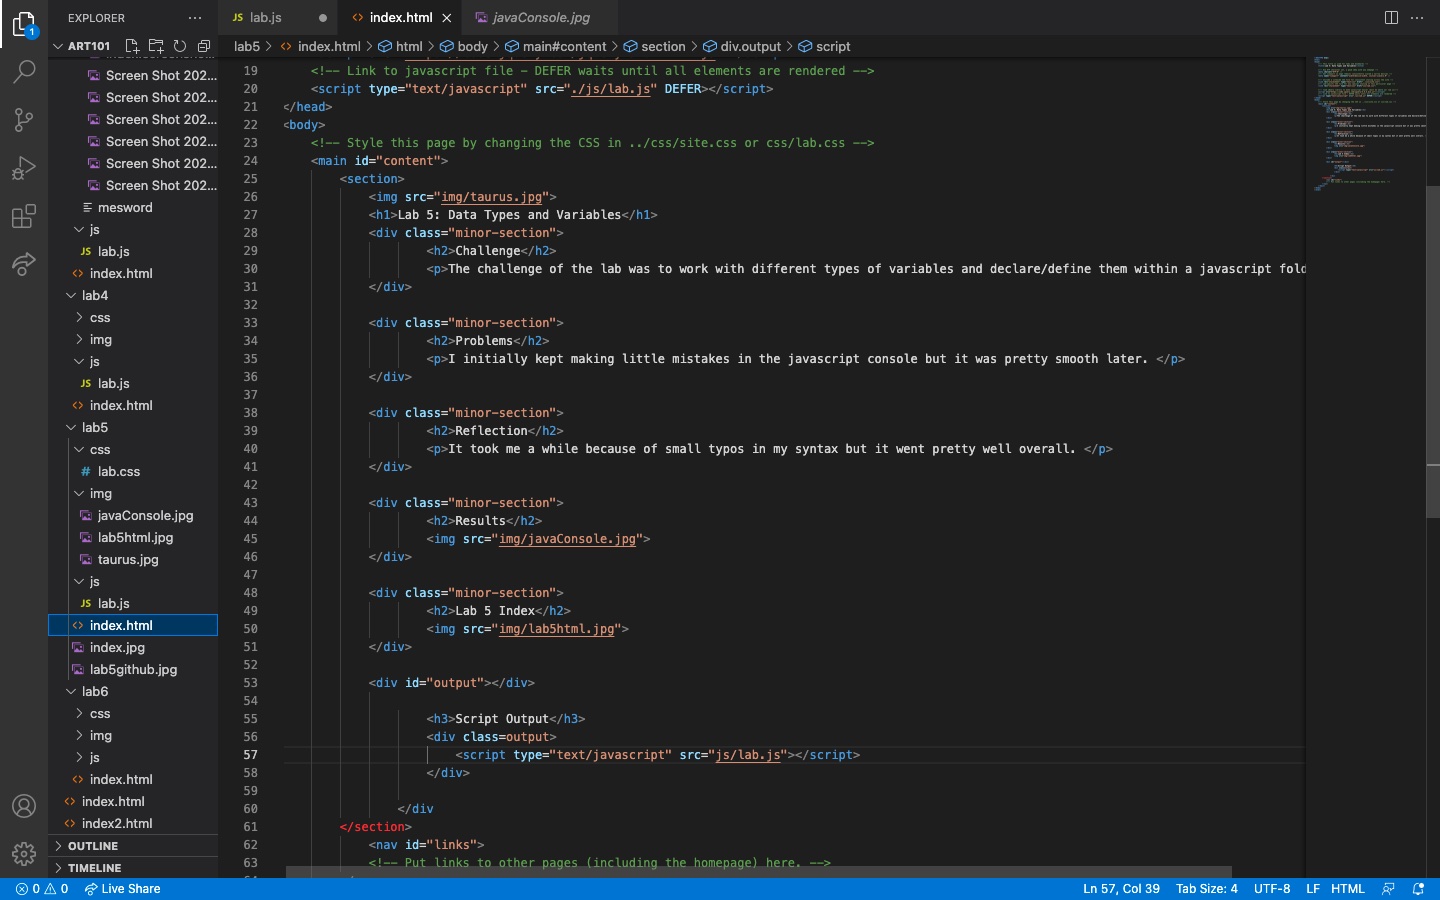 EXPLORER ···
JS lab.js ●
<> index.html ×
javaConsole.jpg
···
ART101
lab5 > <> index.html > html > body > main#content > section > div.output > script
Screen Shot 202...
Screen Shot 202...
Screen Shot 202...
Screen Shot 202...
Screen Shot 202...
Screen Shot 202...
mesword
js
JS lab.js
<> index.html
lab4
css
img
js
JS lab.js
<> index.html
lab5
css
# lab.css
img
javaConsole.jpg
lab5html.jpg
taurus.jpg
js
JS lab.js
<> index.html
index.jpg
lab5github.jpg
lab6
css
img
js
<> index.html
<> index.html
<> index2.html
OUTLINE
TIMELINE
19 <!-- Link to javascript file - DEFER waits until all elements are rendered -->
20 <script type="text/javascript" src="./js/lab.js" DEFER></script>
21 </head>
22 <body>
23 <!-- Style this page by changing the CSS in ../css/site.css or css/lab.css -->
24 <main id="content">
25 <section>
26 <img src="img/taurus.jpg">
27 <h1>Lab 5: Data Types and Variables</h1>
28 <div class="minor-section">
29 <h2>Challenge</h2>
30 <p>The challenge of the lab was to work with different types of variables and declare/define them within a javascript fold
31 </div>
32
33 <div class="minor-section">
34 <h2>Problems</h2>
35 <p>I initially kept making little mistakes in the javascript console but it was pretty smooth later. </p>
36 </div>
37
38 <div class="minor-section">
39 <h2>Reflection</h2>
40 <p>It took me a while because of small typos in my syntax but it went pretty well overall. </p>
41 </div>
42
43 <div class="minor-section">
44 <h2>Results</h2>
45 <img src="img/javaConsole.jpg">
46 </div>
47
48 <div class="minor-section">
49 <h2>Lab 5 Index</h2>
50 <img src="img/lab5html.jpg">
51 </div>
52
53 <div id="output"></div>
54
55 <h3>Script Output</h3>
56 <div class=output>
57 <script type="text/javascript" src="js/lab.js"></script>
58 </div>
59
60 </div
61 </section>
62 <nav id="links">
63 <!-- Put links to other pages (including the homepage) here. -->
1
0 0 Live Share
Ln 57, Col 39 Tab Size: 4 UTF-8 LF HTML